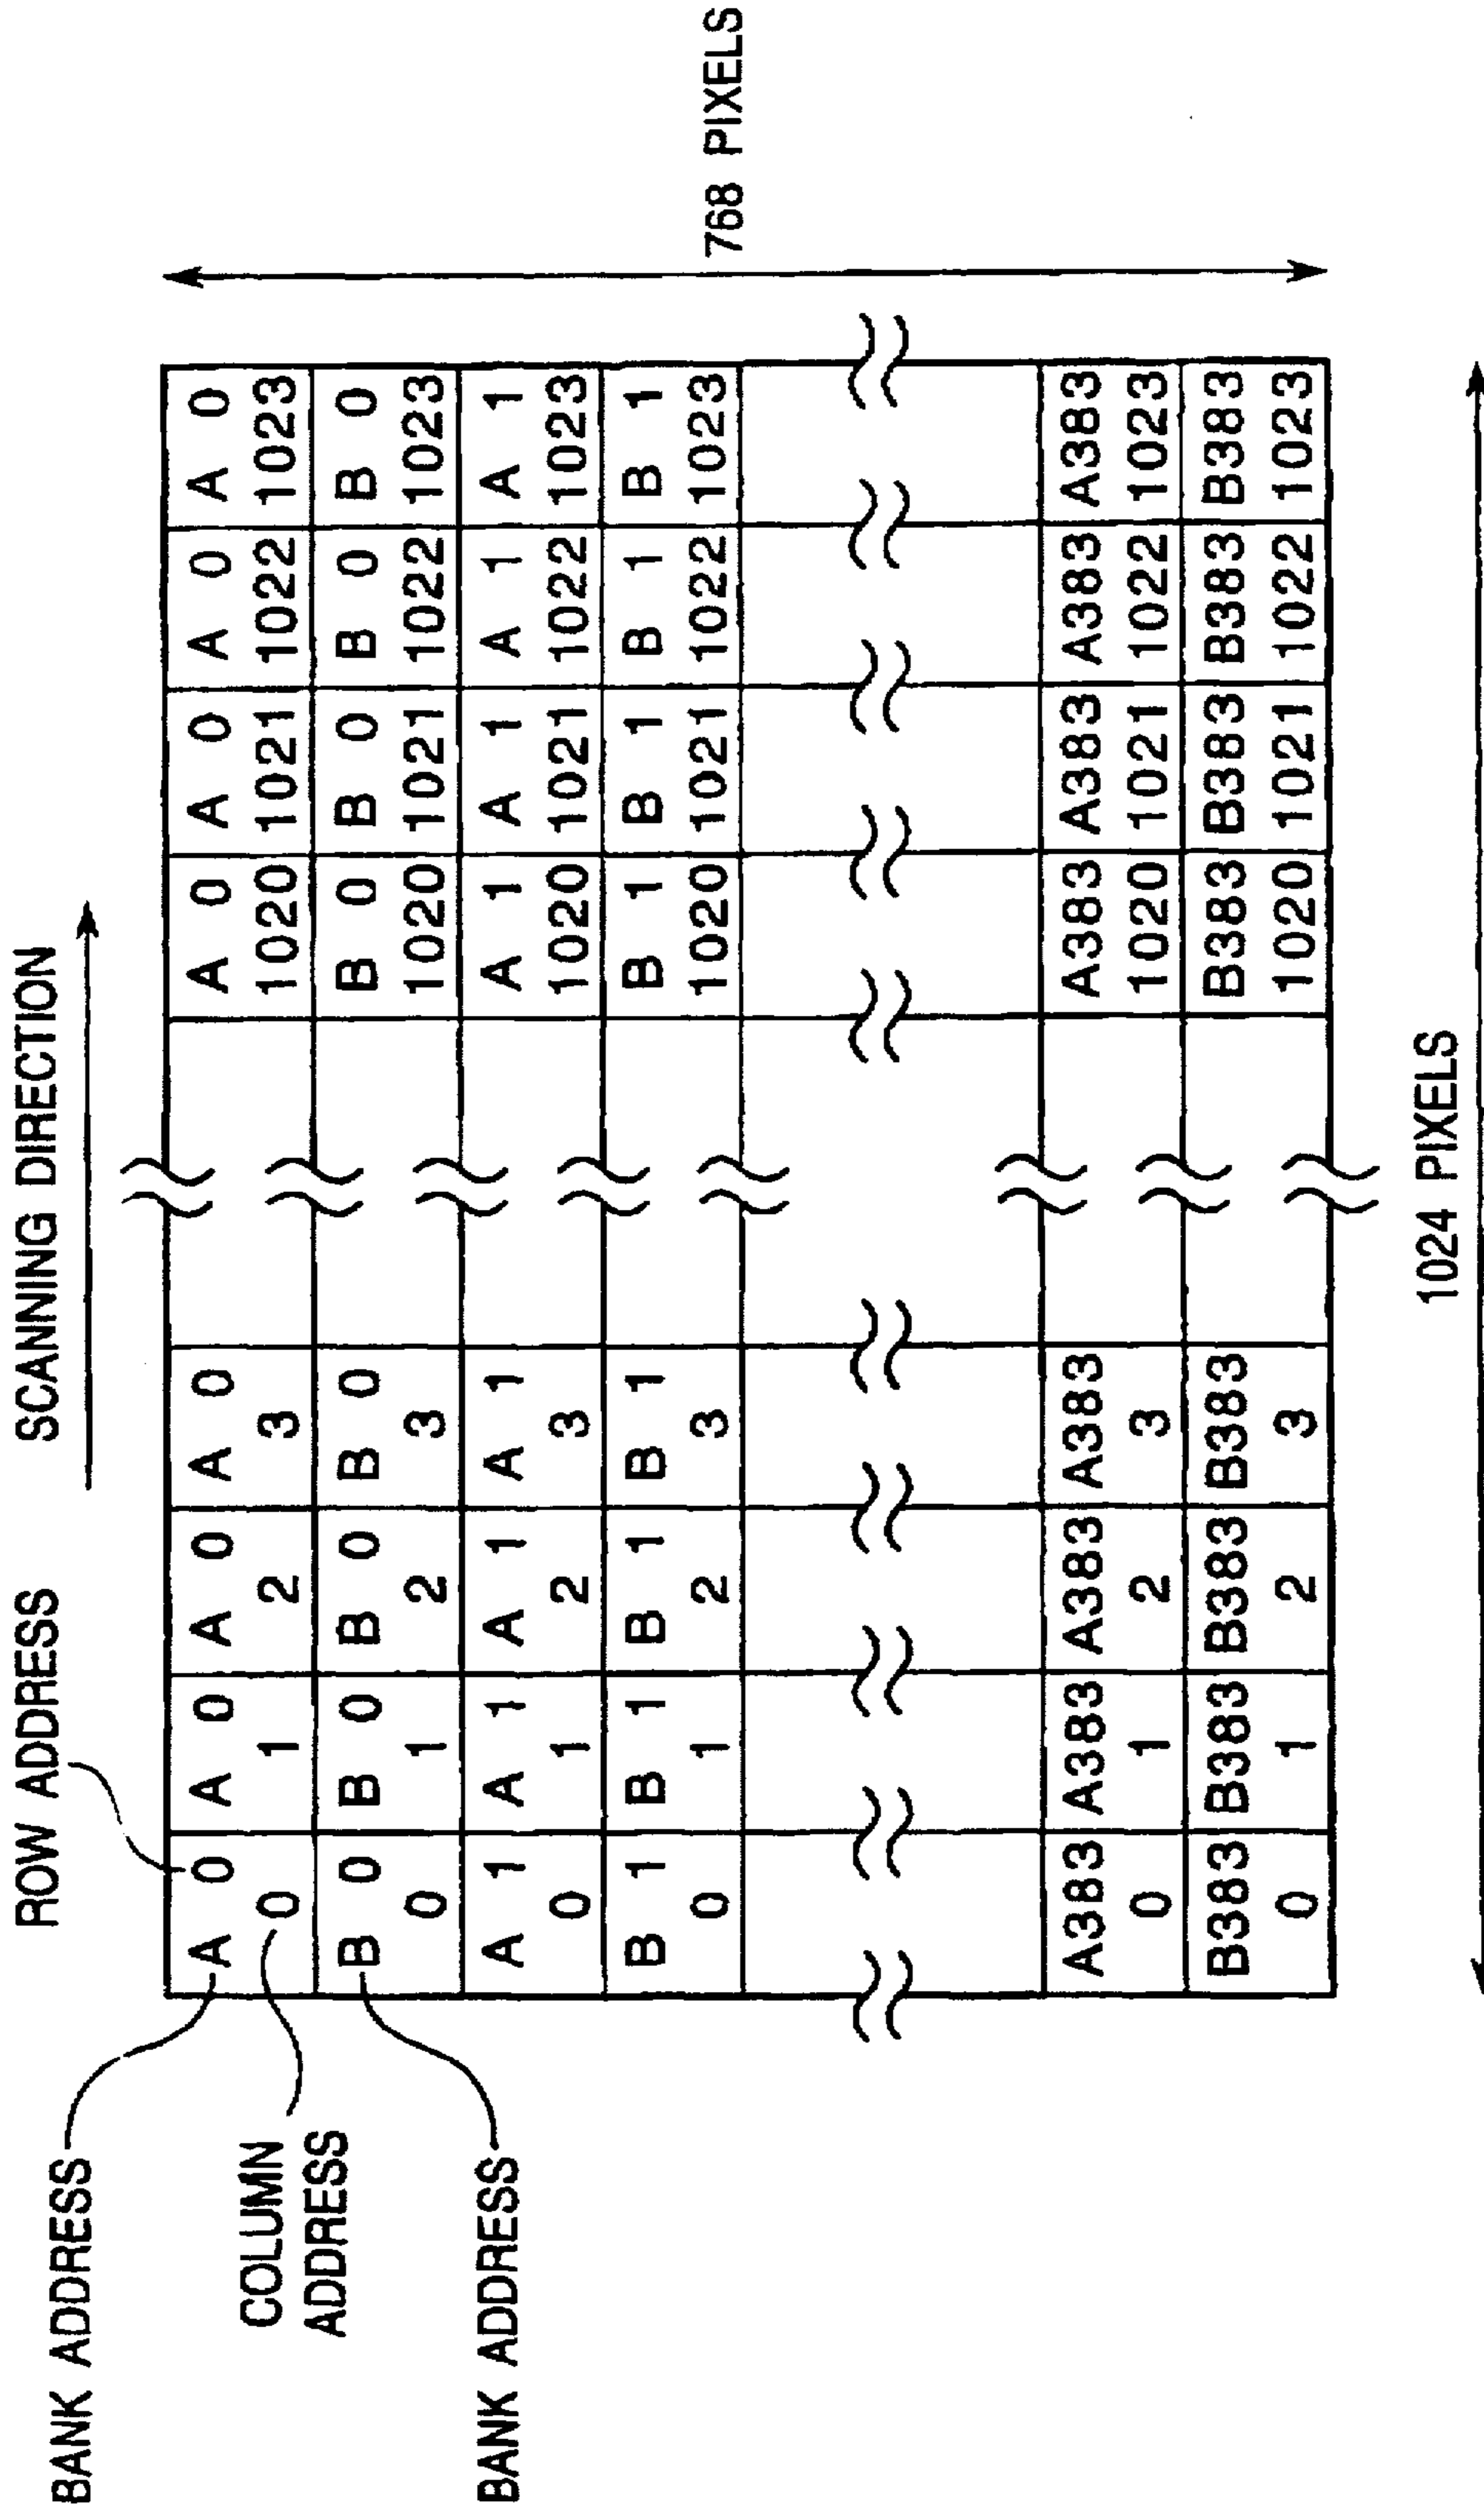 SCANNING DIRECTION
ROW ADDRESS
BANK ADDRESS
COLUMN
ADDRESS
BANK ADDRESS
A 0 A 0 A 0 A 0 A 0 A 0 A 0 A 0
0 1 2 3 1020 1021 1022 1023
B 0 B 0 B 0 B 0 B 0 B 0 B 0 B 0
0 1 2 3 1020 1021 1022 1023
A 1 A 1 A 1 A 1 A 1 A 1 A 1 A 1
0 1 2 3 1020 1021 1022 1023
B 1 B 1 B 1 B 1 B 1 B 1 B 1 B 1
0 1 2 3 1020 1021 1022 1023
A383 A383 A383 A383 A383 A383 A383 A383
0 1 2 3 1020 1021 1022 1023
B383 B383 B383 B383 B383 B383 B383 B383
0 1 2 3 1020 1021 1022 1023
768 PIXELS
1024 PIXELS